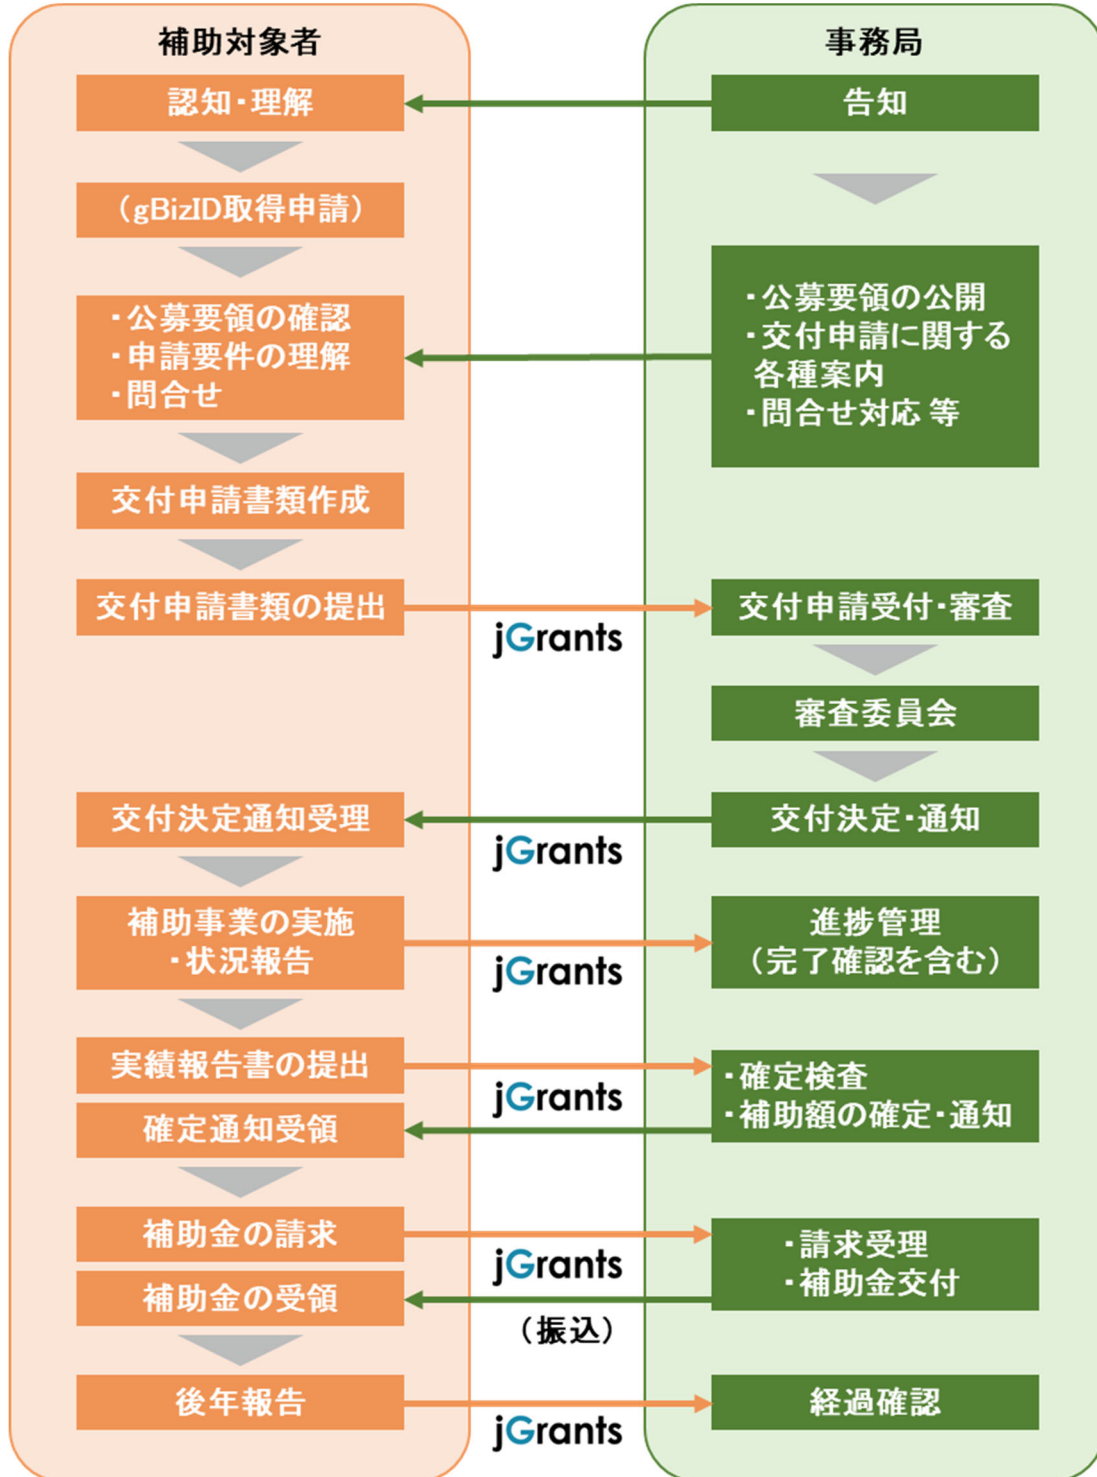 補助対象者
事務局
認知・理解
告知
（gBizID取得申請）
・公募要領の確認
・申請要件の理解
・問合せ
・公募要領の公開
・交付申請に関する
各種案内
・問合せ対応 等
交付申請書類作成
交付申請書類の提出
jGrants
交付申請受付・審査
審査委員会
交付決定通知受理
jGrants
交付決定・通知
補助事業の実施
・状況報告
jGrants
進捗管理
（完了確認を含む）
実績報告書の提出
確定通知受領
jGrants
・確定検査
・補助額の確定・通知
補助金の請求
補助金の受領
jGrants
（振込）
・請求受理
・補助金交付
後年報告
jGrants
経過確認